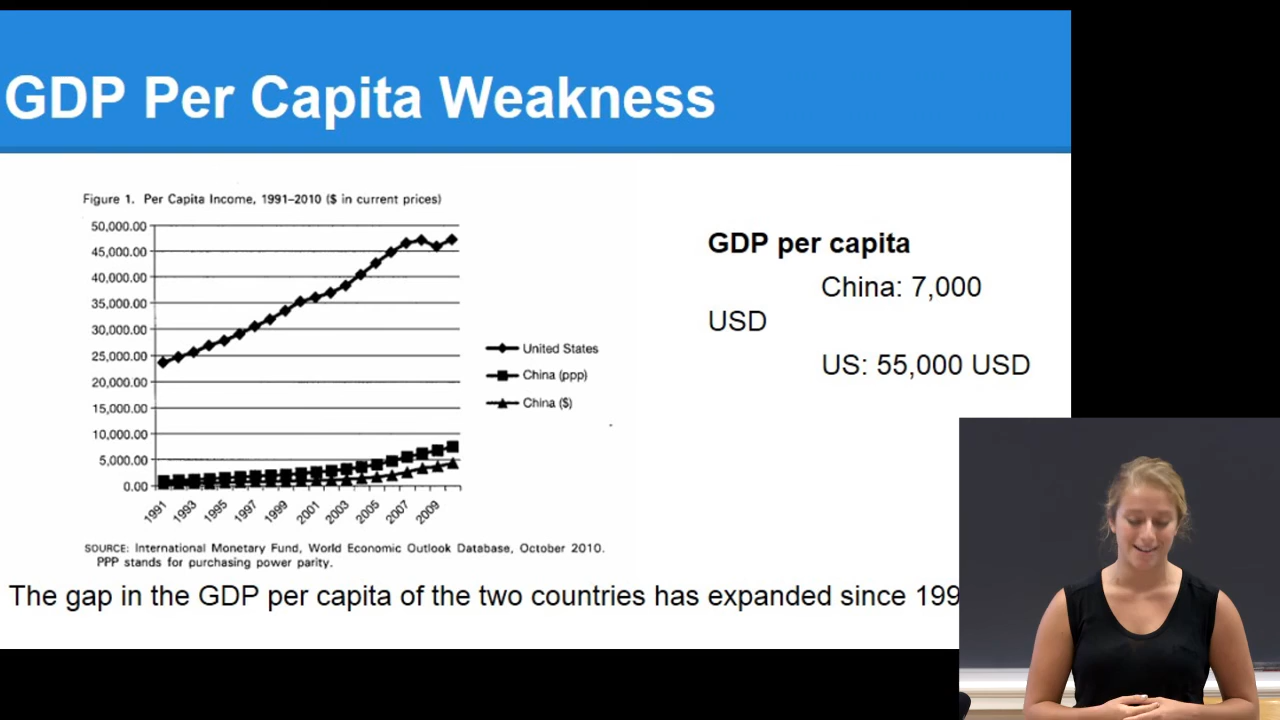 GDP Per Capita Weakness
Figure 1. Per Capita Income, 1991–2010 ($ in current prices)
50,000.00
45,000.00
40,000.00
35,000.00
30,000.00
25,000.00
20,000.00
15,000.00
10,000.00
5,000.00
0.00
1991
1993
1995
1997
1999
2001
2003
2005
2007
2009
United States
China (ppp)
China ($)
SOURCE: International Monetary Fund, World Economic Outlook Database, October 2010.
PPP stands for purchasing power parity.
GDP per capita
China: 7,000
USD
US: 55,000 USD
The gap in the GDP per capita of the two countries has expanded since 199